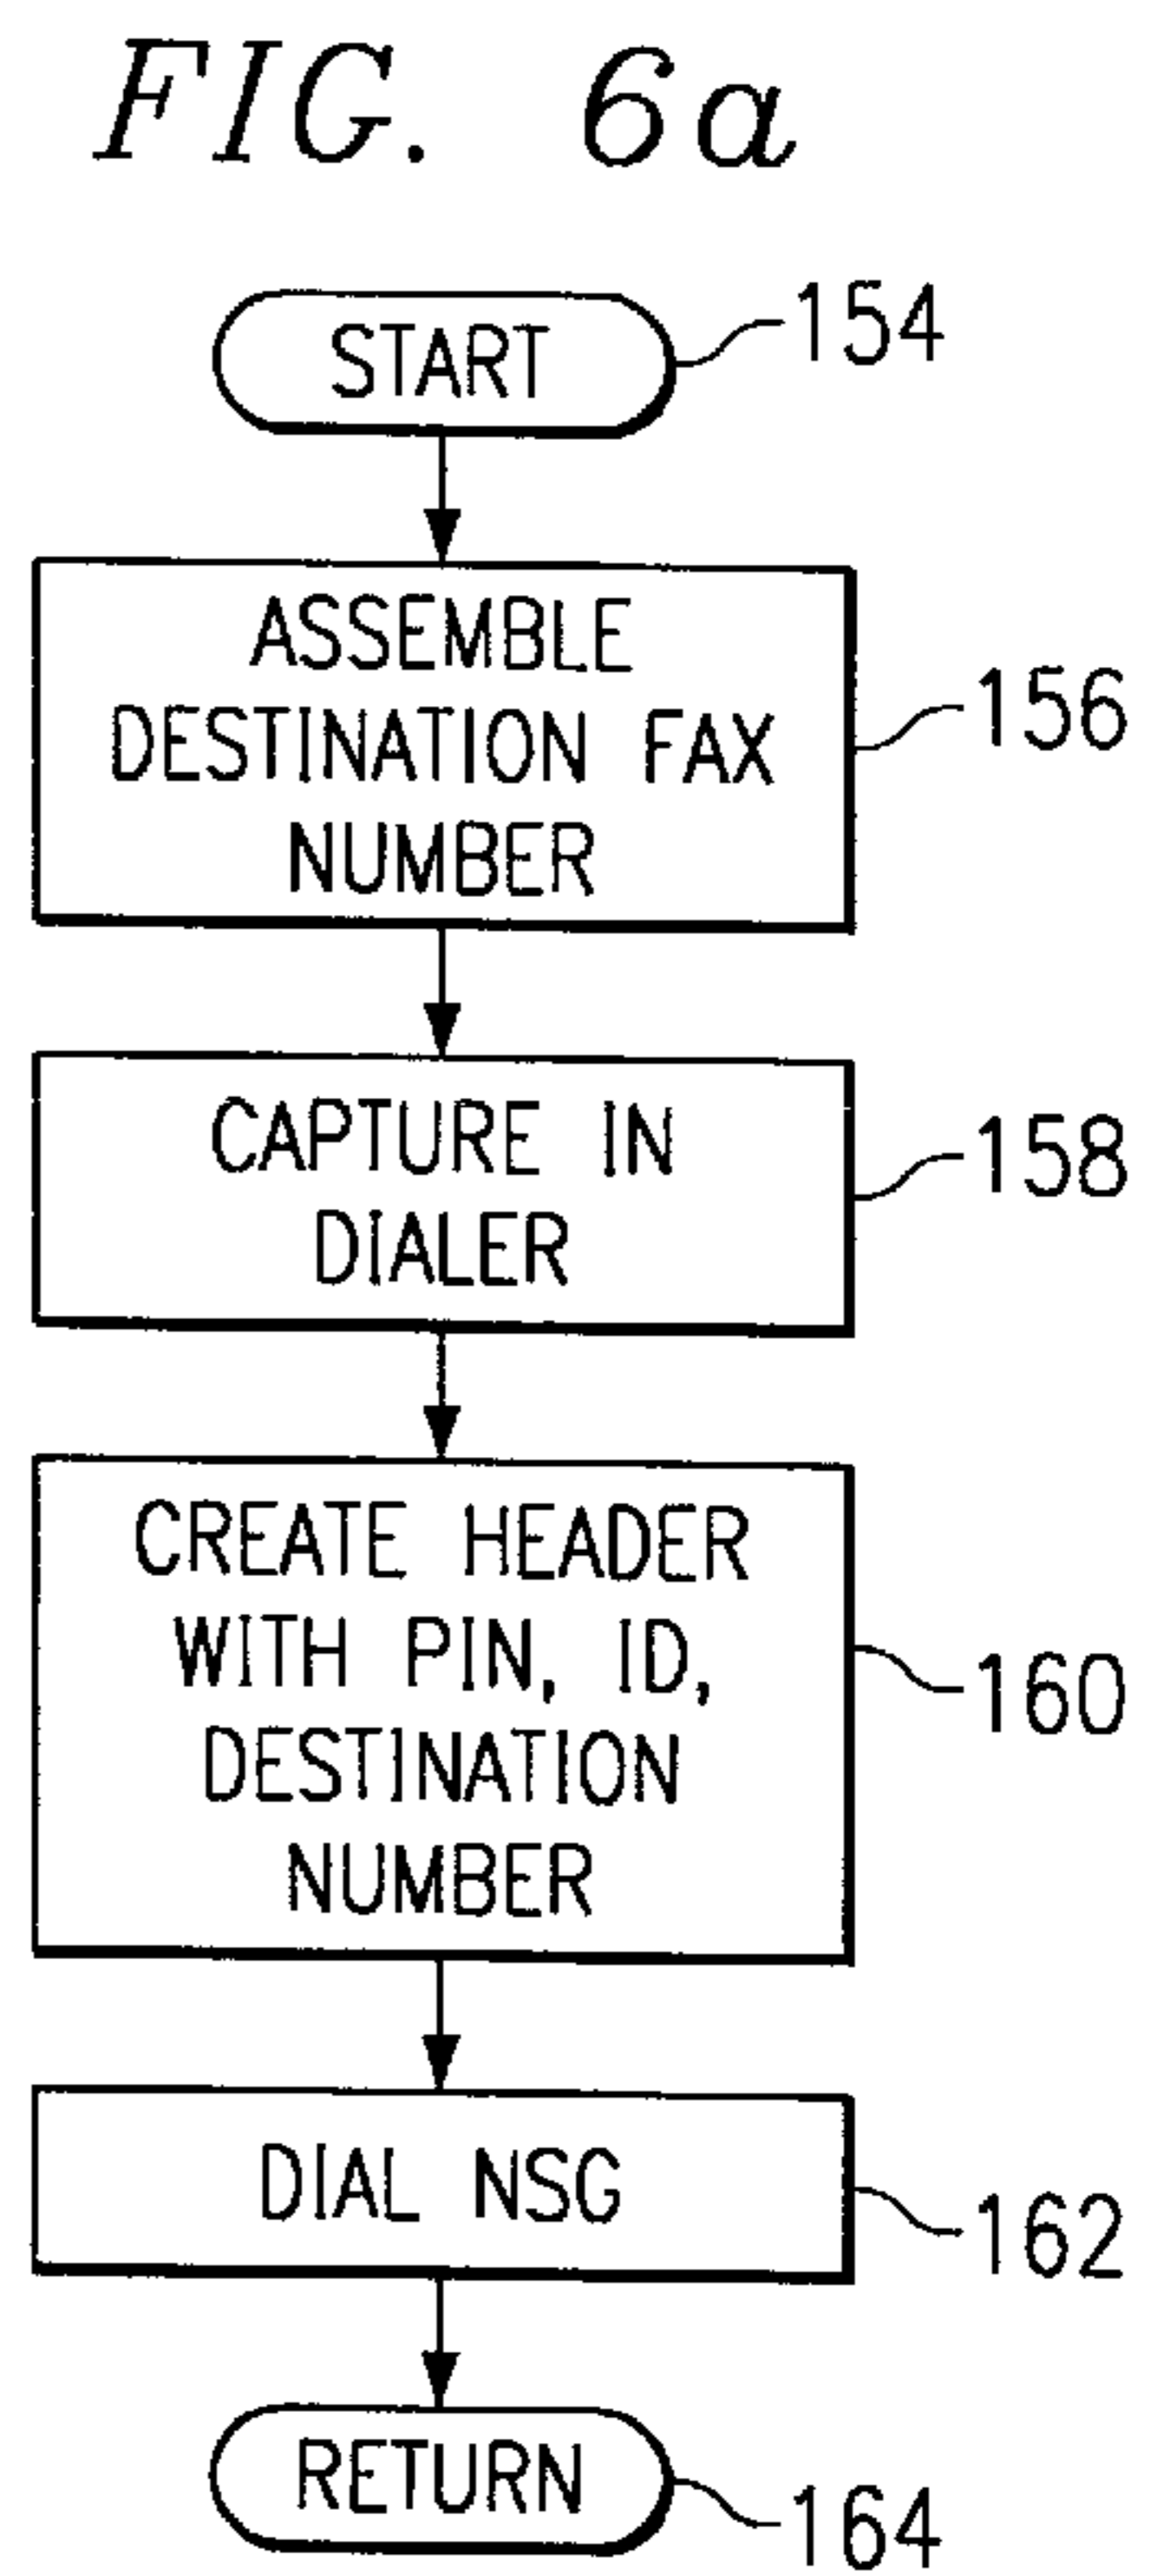 FIG. 6a
START
154
ASSEMBLE
DESTINATION FAX
NUMBER
156
CAPTURE IN
DIALER
158
CREATE HEADER
WITH PIN, ID,
DESTINATION
NUMBER
160
DIAL NSG
162
RETURN
164